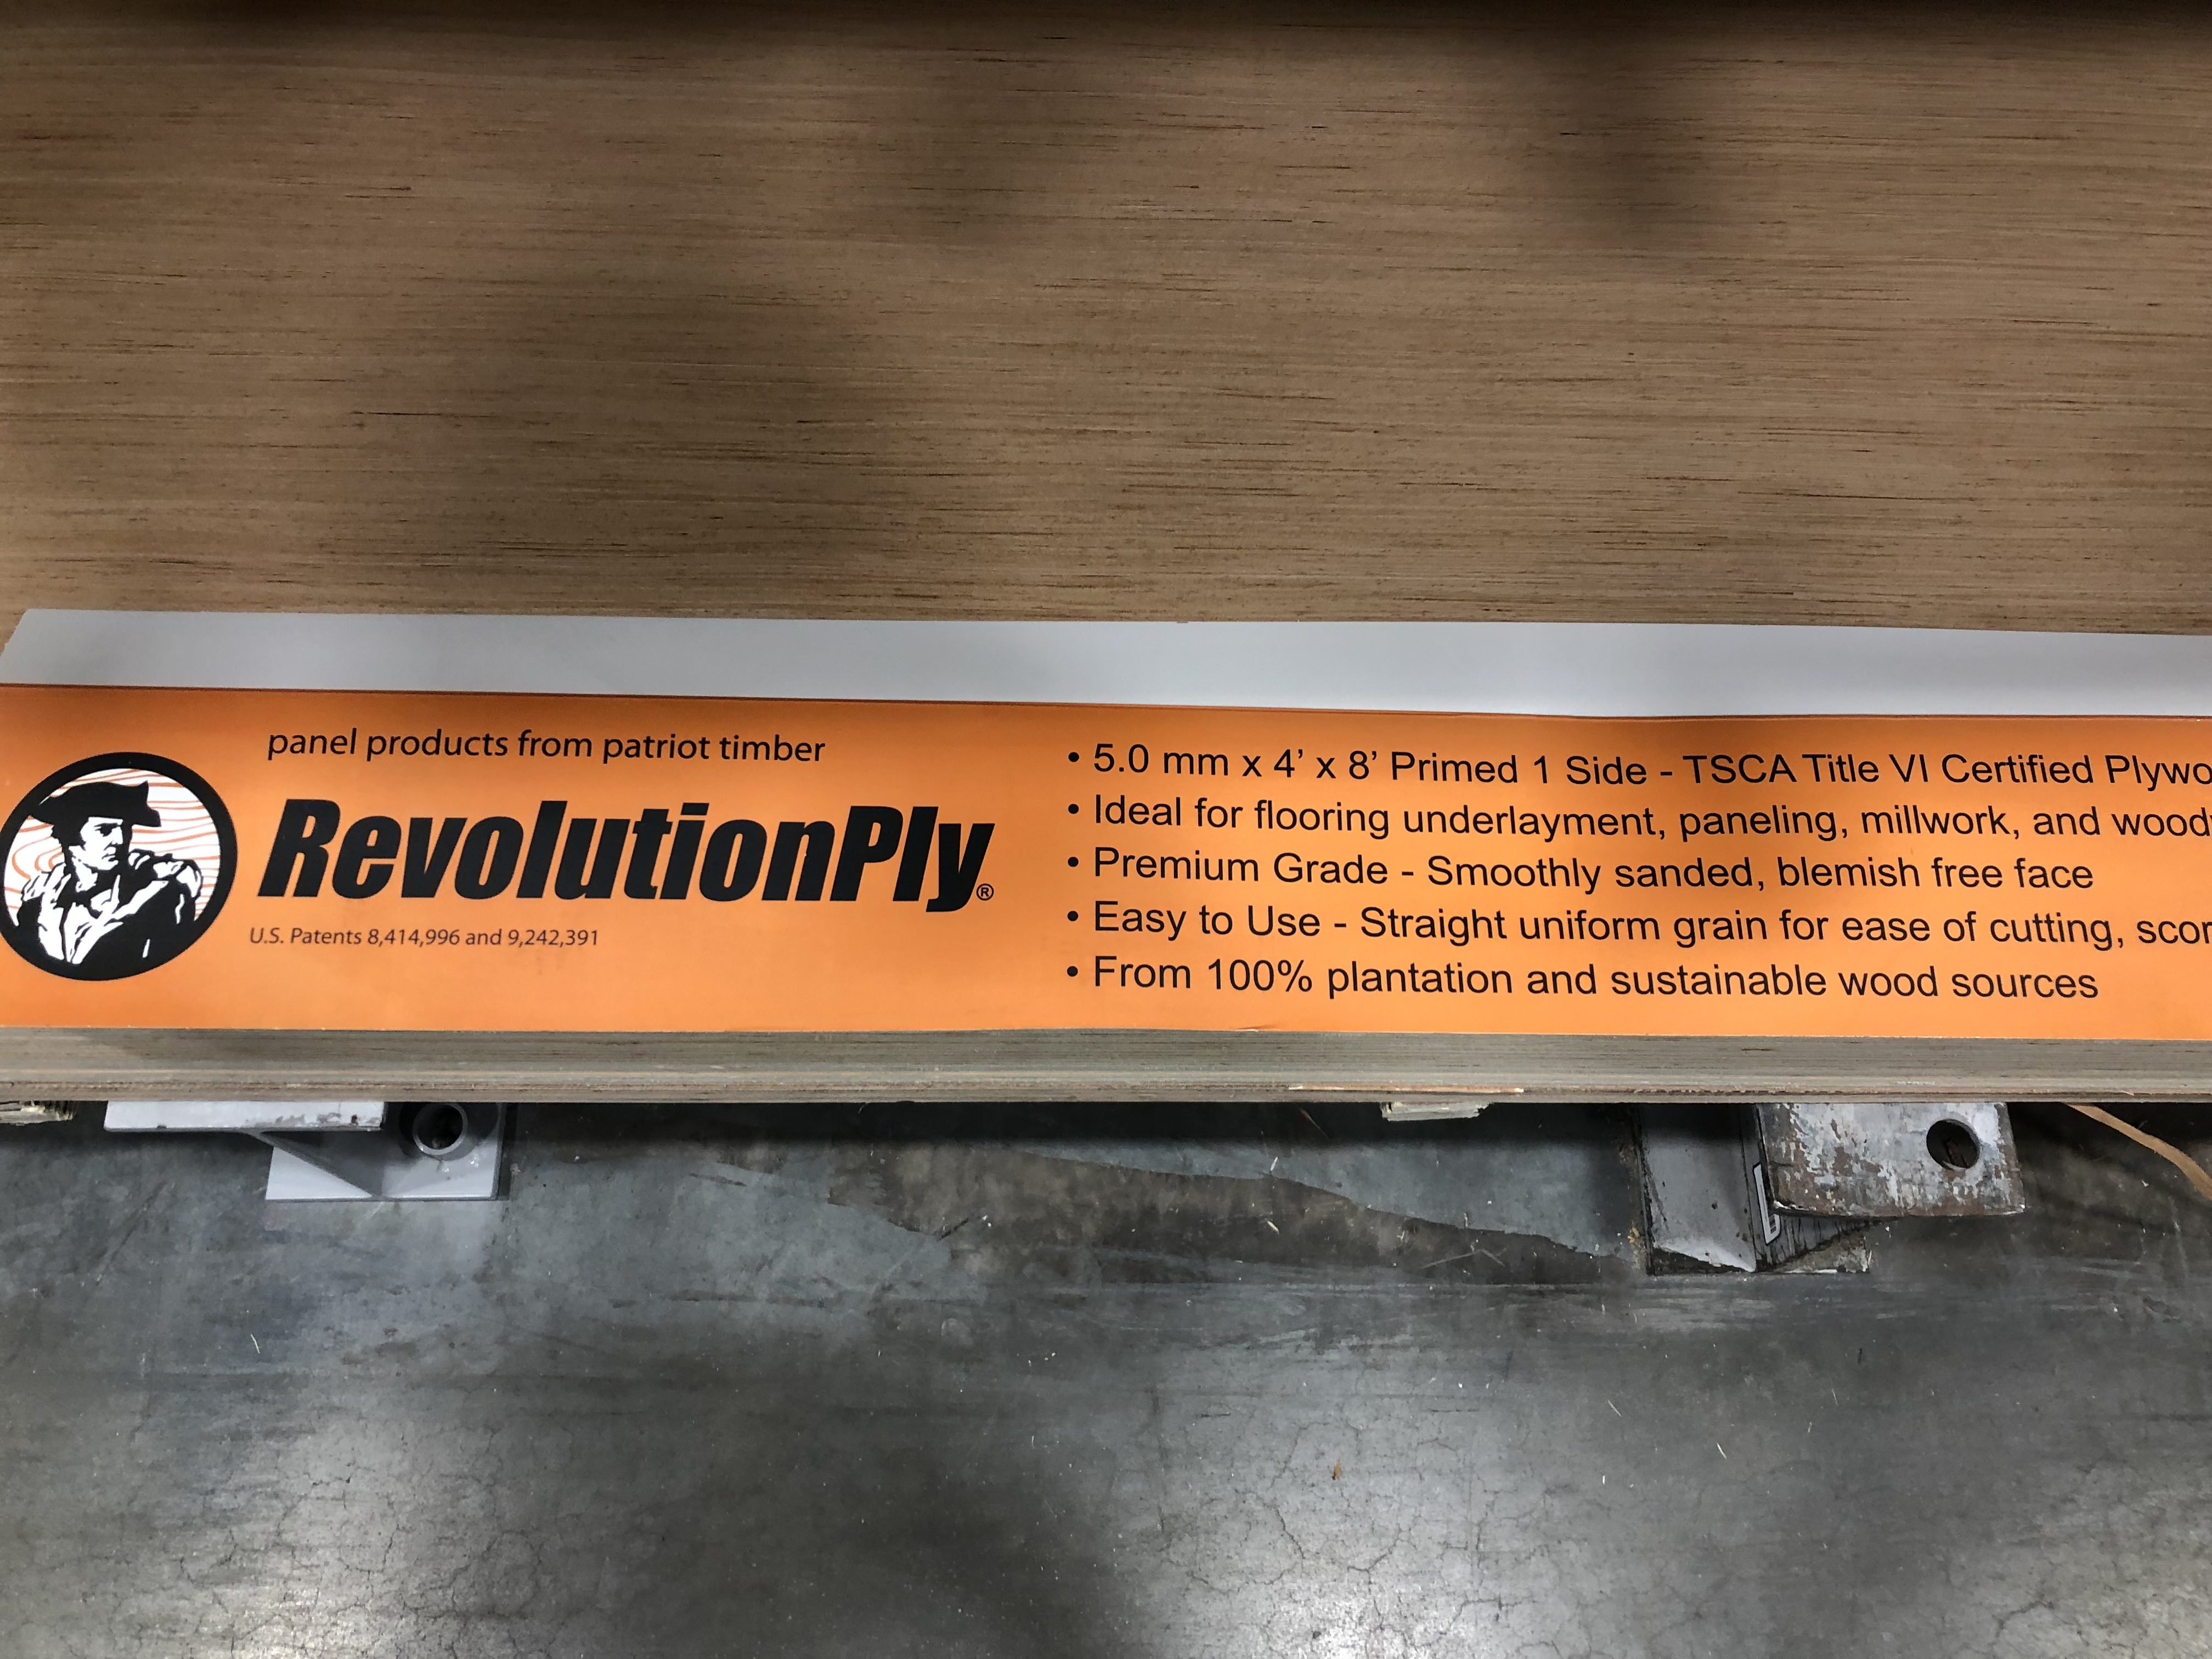 panel products from patriot timber
RevolutionPly®
U.S. Patents 8,414,996 and 9,242,391
• 5.0 mm x 4' x 8' Primed 1 Side - TSCA Title VI Certified Plywo
• Ideal for flooring underlayment, paneling, millwork, and wood
• Premium Grade - Smoothly sanded, blemish free face
• Easy to Use - Straight uniform grain for ease of cutting, scor
• From 100% plantation and sustainable wood sources